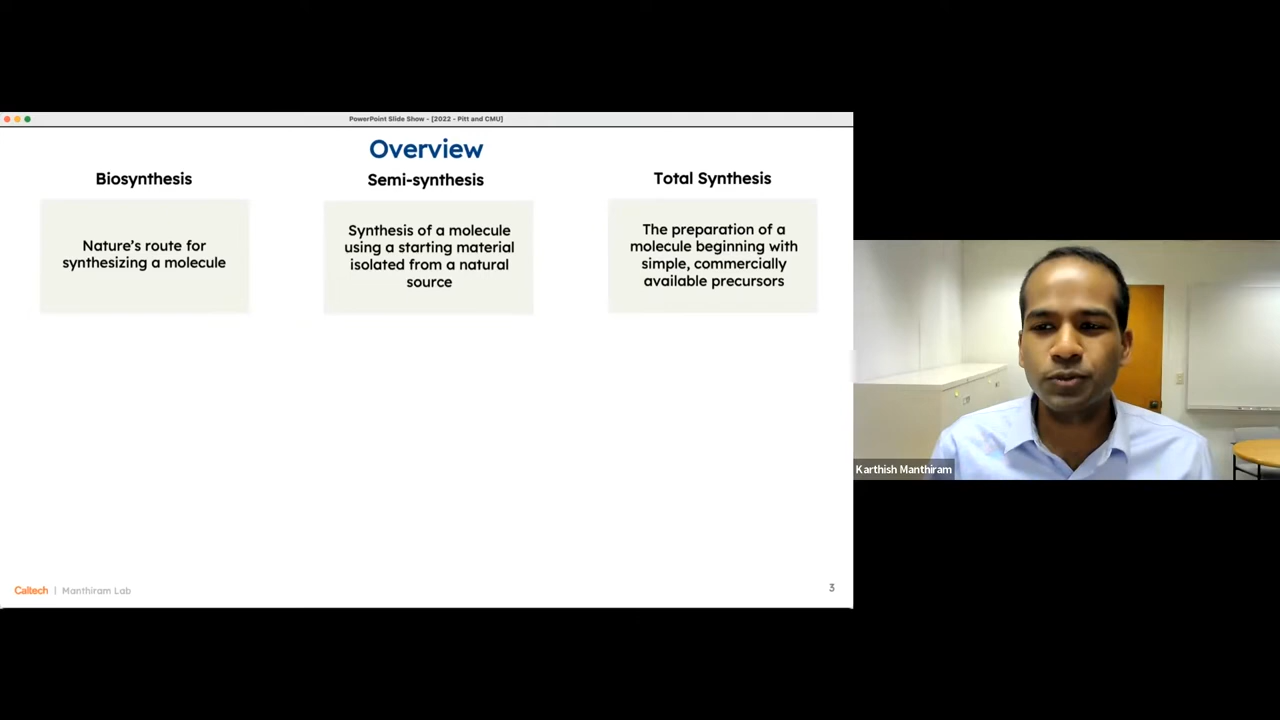 PowerPoint Slide Show - [2022 - Pitt and CMU]
Overview
Biosynthesis
Nature's route for
synthesizing a molecule
Semi-synthesis
Synthesis of a molecule
using a starting material
isolated from a natural
source
Total Synthesis
The preparation of a
molecule beginning with
simple, commercially
available precursors
Karthish Manthiram
Caltech | Manthiram Lab
3